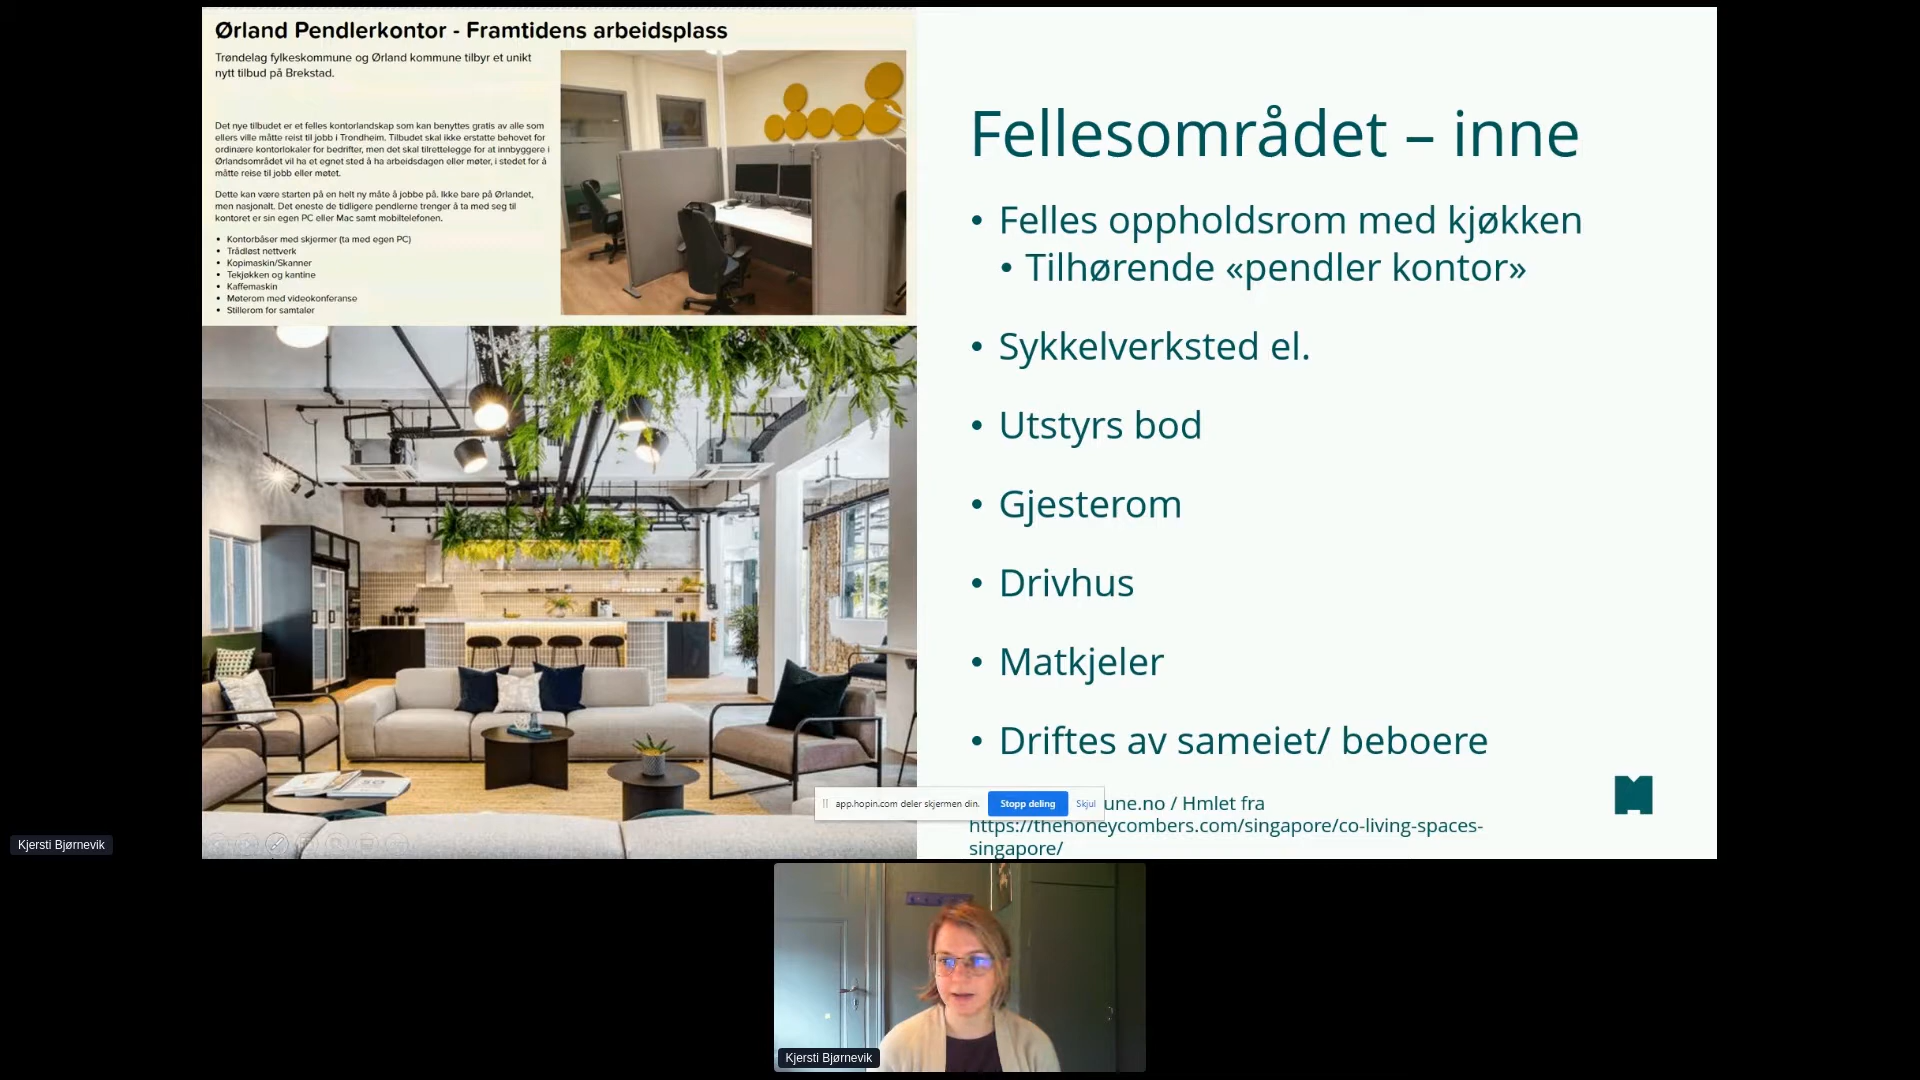 Ørland Pendlerkontor - Framtidens arbeidsplass
Trøndelag fylkeskommune og Ørland kommune tilbyr et unikt
nytt tilbud på Brekstad.
Det nye tilbudet er et felles kontorlandskap som kan benyttes gratis av alle som
ellers ville måtte reist til jobb i Trondheim. Tilbudet skal ikke erstatte behovet for
ordinære kontorlokaler for bedrifter, men det skal tilrettelegge for at innbyggere i
Ørlandsområdet vil ha et egnet sted å ha arbeidsdagen eller møter, i stedet for å
måtte reise til jobb eller møtet.
Dette kan være starten på en helt ny måte å jobbe på. Ikke bare på Ørlandet,
men nasjonalt. Det eneste de tidligere pendlerne trenger å ta med seg til
kontoret er sin egen PC eller Mac samt mobiltelefonen.
• Kontorbåser med skjermer (ta med egen PC)
• Trådløst nettverk
• Kopimaskin/Skanner
• Tekjøkken og kantine
• Kaffemaskin
• Møterom med videokonferanse
• Stillerom for samtaler
Fellesområdet – inne
• Felles oppholdsrom med kjøkken
• Tilhørende «pendler kontor»
• Sykkelverksted el.
• Utstyrs bod
• Gjesterom
• Drivhus
• Matkjeler
• Driftes av sameiet/ beboere
app.hopin.com deler skjermen din. Stopp deling Skjul
une.no / Hmlet fra
https://thehoneycombers.com/singapore/co-living-spaces-
singapore/
Kjersti Bjørnevik
Kjersti Bjørnevik